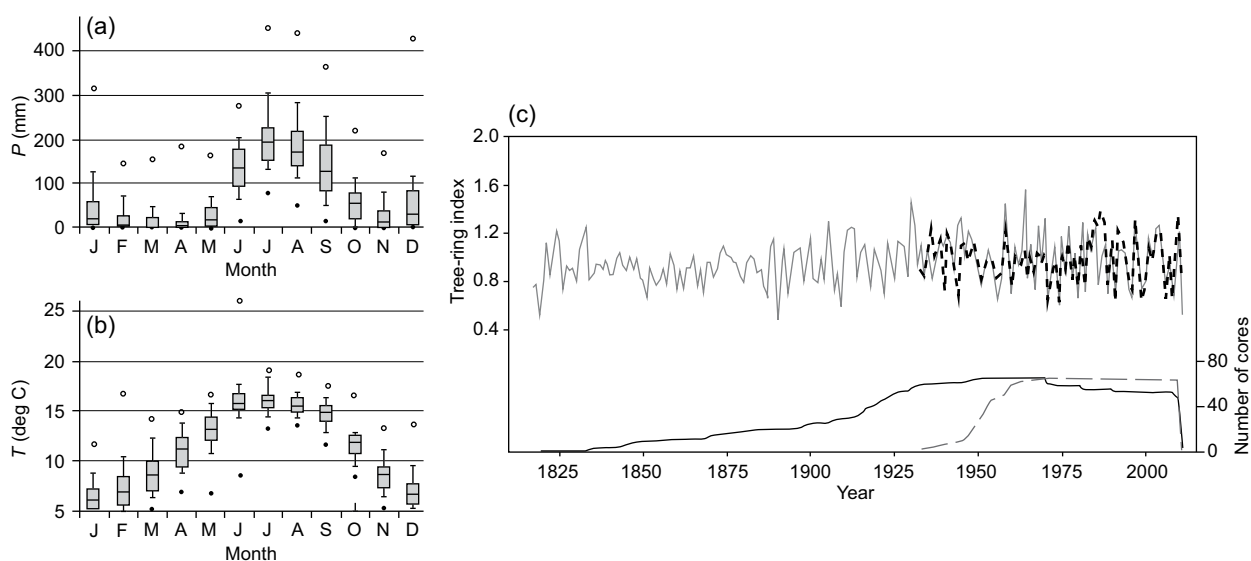 (a)
400
300
200
100
0
P (mm)
J F M A M J J A S O N D
Month
(b)
25
20
15
10
5
T (deg C)
J F M A M J J A S O N D
Month
(c)
2.0
1.6
1.2
0.8
0.4
Tree-ring index
80
40
0
Number of cores
1825 1850 1875 1900 1925 1950 1975 2000
Year